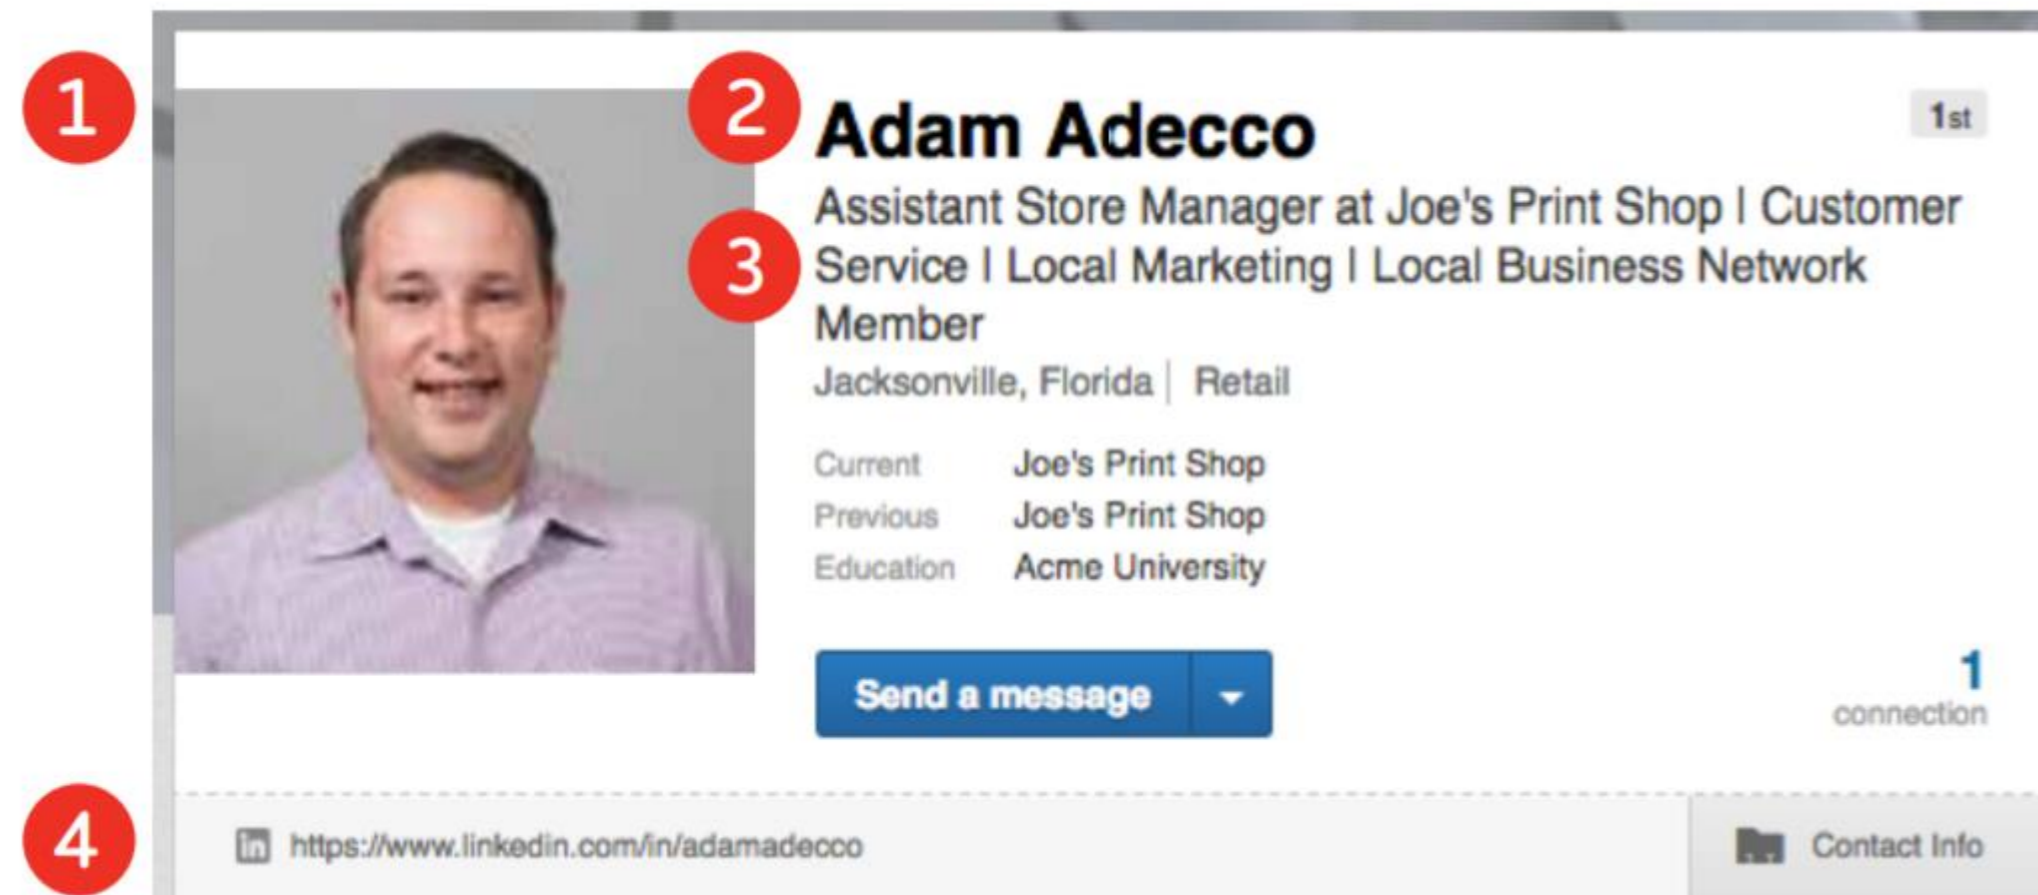 1
2
Adam Adecco
1st
Assistant Store Manager at Joe's Print Shop | Customer
3
Service | Local Marketing | Local Business Network
Member
Jacksonville, Florida | Retail
Current Joe's Print Shop
Previous Joe's Print Shop
Education Acme University
Send a message
1
connection
4
in https://www.linkedin.com/in/adamadecco
Contact Info